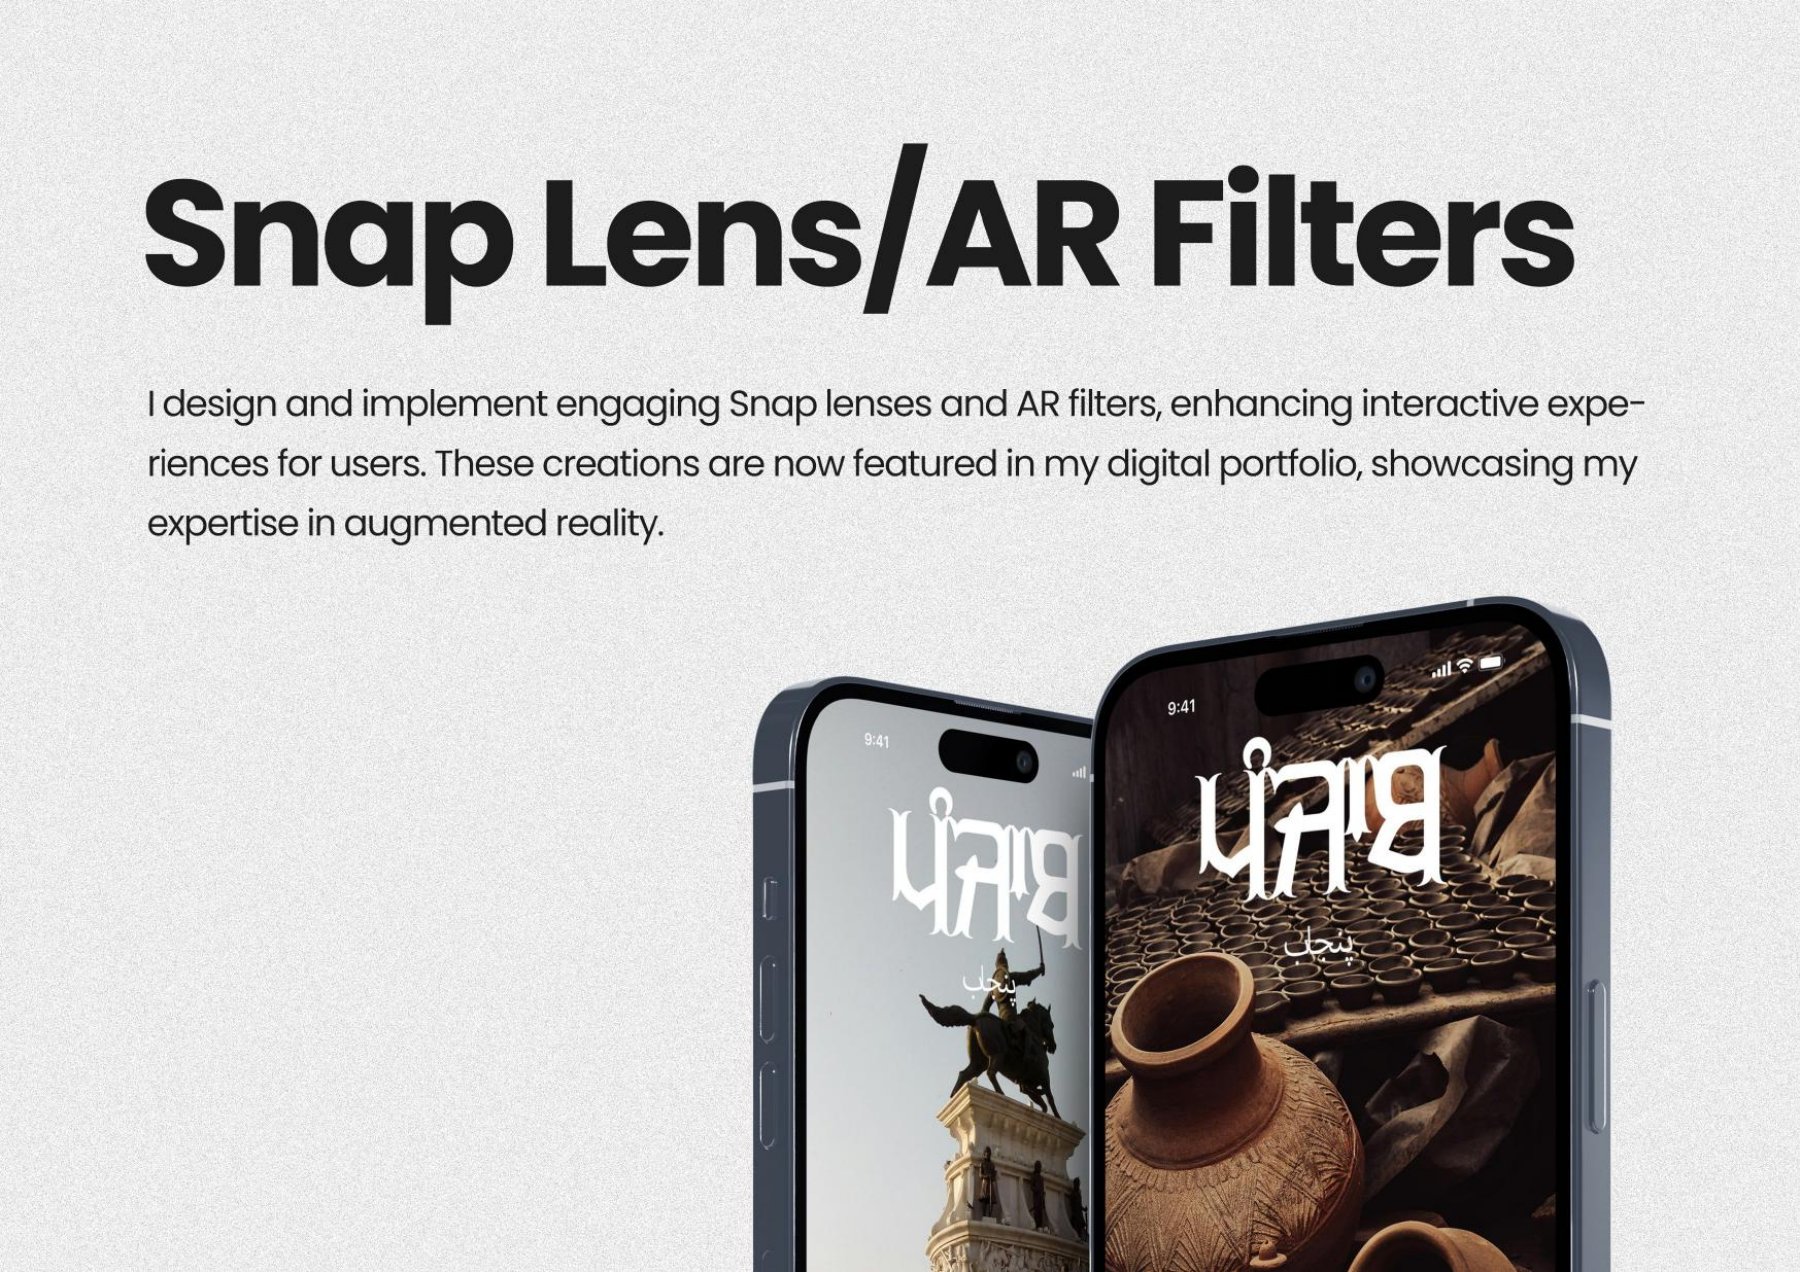 Snap Lens/AR Filters
I design and implement engaging Snap lenses and AR filters, enhancing interactive expe-
riences for users. These creations are now featured in my digital portfolio, showcasing my
expertise in augmented reality.
9:41
ਪੰਜਾਬ
پنجاب
9:41
ਪੰਜਾਬ
پنجاب